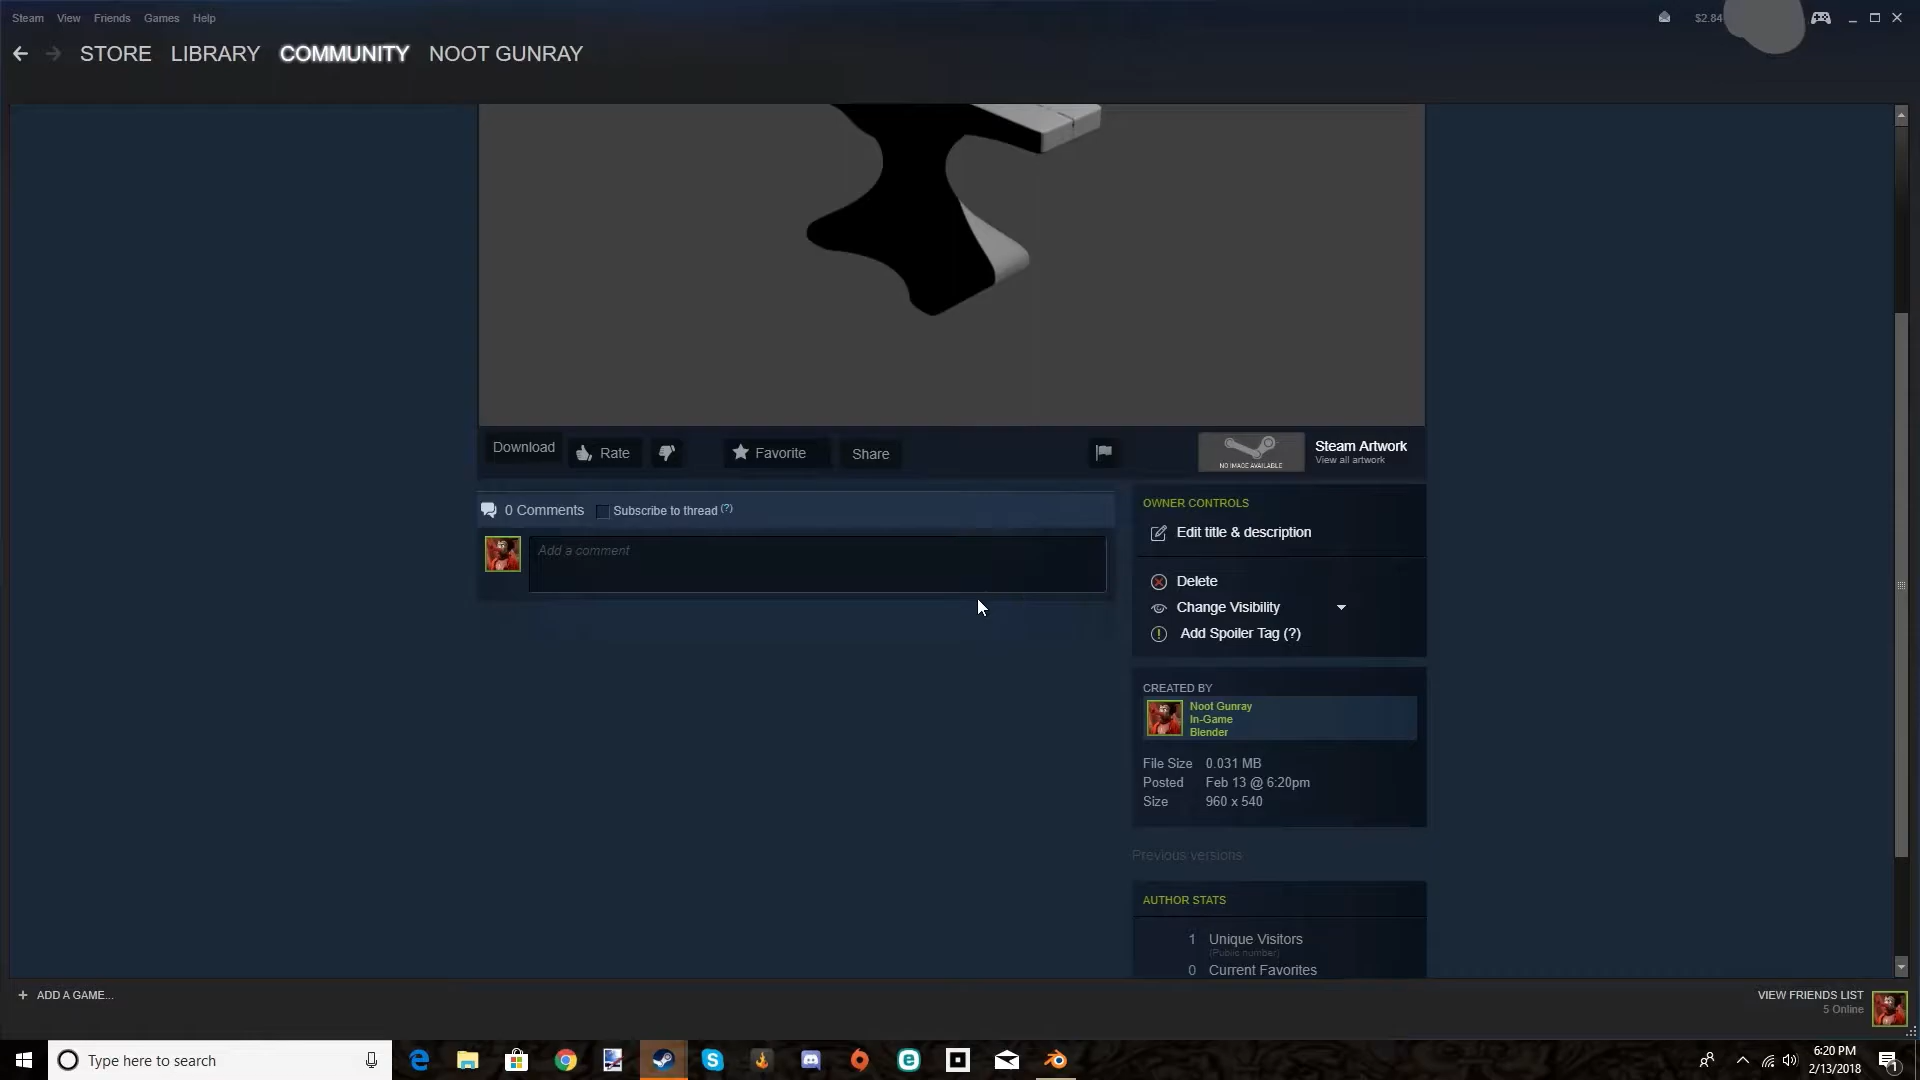 Steam View Friends Games Help
$2.84
STORE LIBRARY COMMUNITY NOOT GUNRAY
Download Rate Favorite Share
NO IMAGE AVAILABLE
Steam Artwork
View all artwork
0 Comments Subscribe to thread (?)
Add a comment
OWNER CONTROLS
Edit title & description
Delete
Change Visibility
Add Spoiler Tag (?)
CREATED BY
Noot Gunray
In-Game
Blender
File Size 0.031 MB
Posted Feb 13 @ 6:20pm
Size 960 x 540
Previous versions
AUTHOR STATS
1 Unique Visitors
(Public number)
0 Current Favorites
+ ADD A GAME...
VIEW FRIENDS LIST
5 Online
Type here to search
6:20 PM
2/13/2018
1